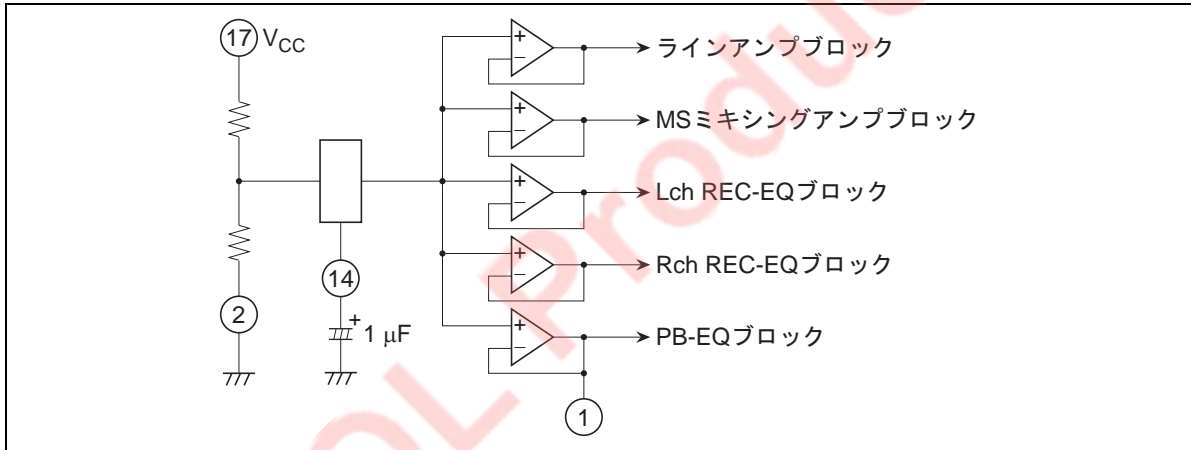 17 VCC
+
−
ラインアンプブロック
+
−
MSミキシングアンプブロック
+
−
Lch REC-EQブロック
+
−
Rch REC-EQブロック
14
2
+
1 μF
+
−
PB-EQブロック
1
OL Produ